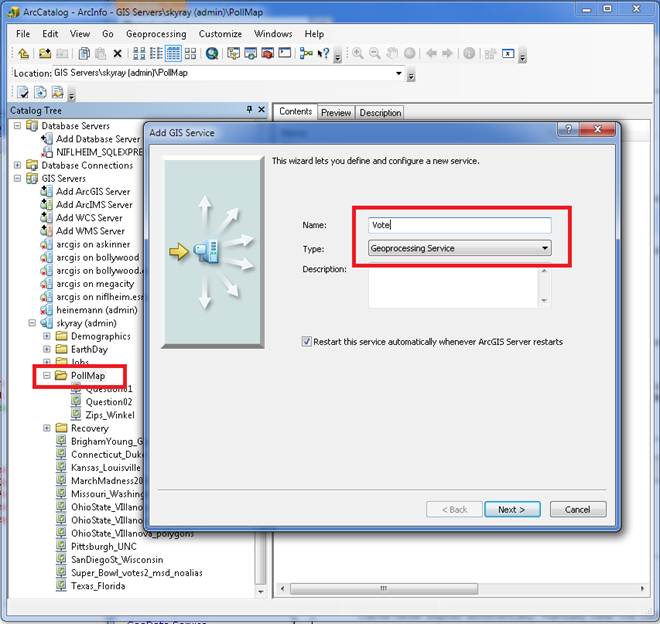 ArcCatalog - ArcInfo - GIS Servers\skyray (admin)\PollMap
File Edit View Go Geoprocessing Customize Windows Help
Location: GIS Servers\skyray (admin)\PollMap
Catalog Tree
Contents Preview Description
Database Servers
Add Database Server
NIFLHEIM_SQLEXPRE
Database Connections
GIS Servers
Add ArcGIS Server
Add ArcIMS Server
Add WCS Server
Add WMS Server
arcgis on askinner
arcgis on bollywood
arcgis on bollywood
arcgis on megacity
arcgis on niflheim.es
heinemann (admin)
skyray (admin)
Demographics
EarthDay
Jobs
PollMap
Question01
Question02
Zips_Winkel
Recovery
BrighamYoung_G
Connecticut_Duk
Kansas_Louisville
MarchMadness20
Missouri_Washing
OhioState_VIllano
OhioState_VIllano
OhioState_Villanova_polygons
Pittsburgh_UNC
SanDiegoSt_Wisconsin
Super_Bowl_votes2_msd_noalias
Texas_Florida
Add GIS Service
This wizard lets you define and configure a new service.
Name: Vote
Type: Geoprocessing Service
Description:
Restart this service automatically whenever ArcGIS Server restarts
< Back Next > Cancel